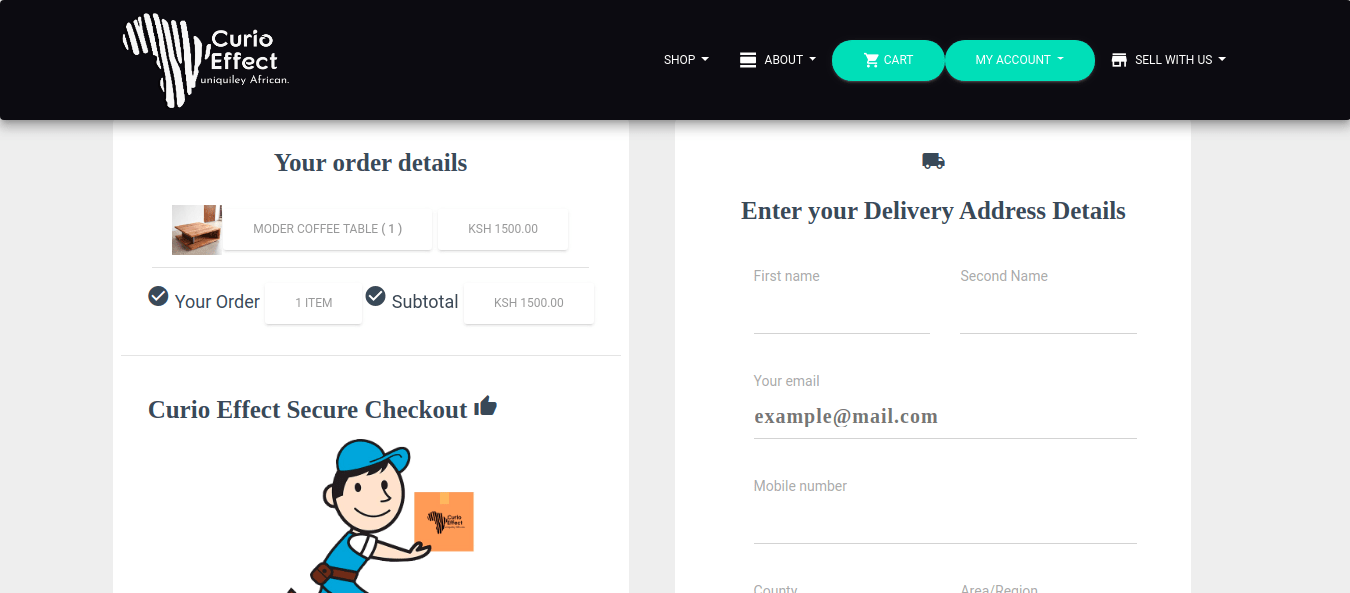 Curio
Effect
uniquiley African.
SHOP
ABOUT
CART
MY ACCOUNT
SELL WITH US
Your order details
MODER COFFEE TABLE ( 1 )
KSH 1500.00
Your Order
1 ITEM
Subtotal
KSH 1500.00
Curio Effect Secure Checkout
Curio
Effect
Enter your Delivery Address Details
First name
Second Name
Your email
example@mail.com
Mobile number
County
Area/Region